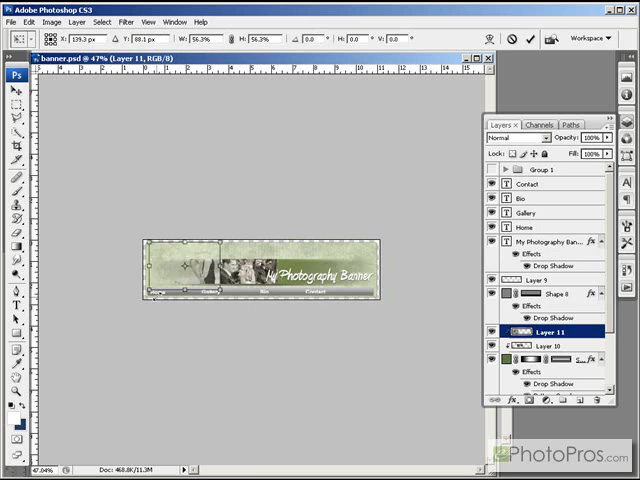 Adobe Photoshop CS3
File Edit Image Layer Select Filter View Window Help
X: 139.3 px Y: 88.1 px W: 56.3% H: 56.3% 0.0 ° H: 0.0 ° V: 0.0 ° Workspace
banner.psd @ 47% (Layer 11, RGB/8)
Layers × Channels Paths
Normal Opacity: 100%
Lock: Fill: 100%
Group 1
Contact
Bio
Gallery
Home
My Photography Ban... fx
Effects
Drop Shadow
Layer 9
Shape 8 fx
Effects
Drop Shadow
Layer 11
Layer 10
S... fx
Effects
Drop Shadow
My Photography Banner
Bio Contact
47.04% Doc: 468.8K/11.3M
PhotoPros.com